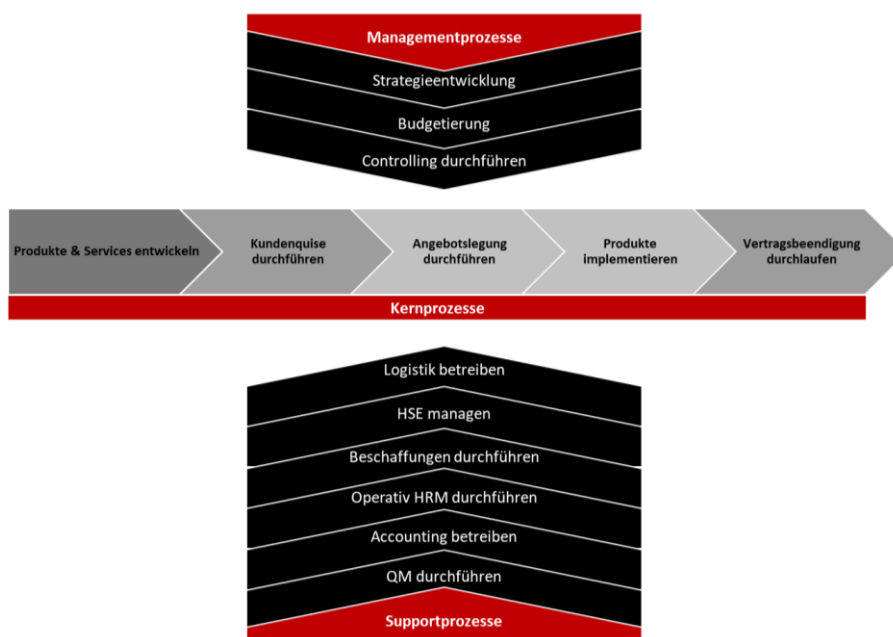 Managementprozesse
Strategieentwicklung
Budgetierung
Controlling durchführen
Produkte & Services entwickeln
Kundenquise
durchführen
Angebotslegung
durchführen
Produkte
implementieren
Vertragsbeendigung
durchlaufen
Kernprozesse
Logistik betreiben
HSE managen
Beschaffungen durchführen
Operativ HRM durchführen
Accounting betreiben
QM durchführen
Supportprozesse